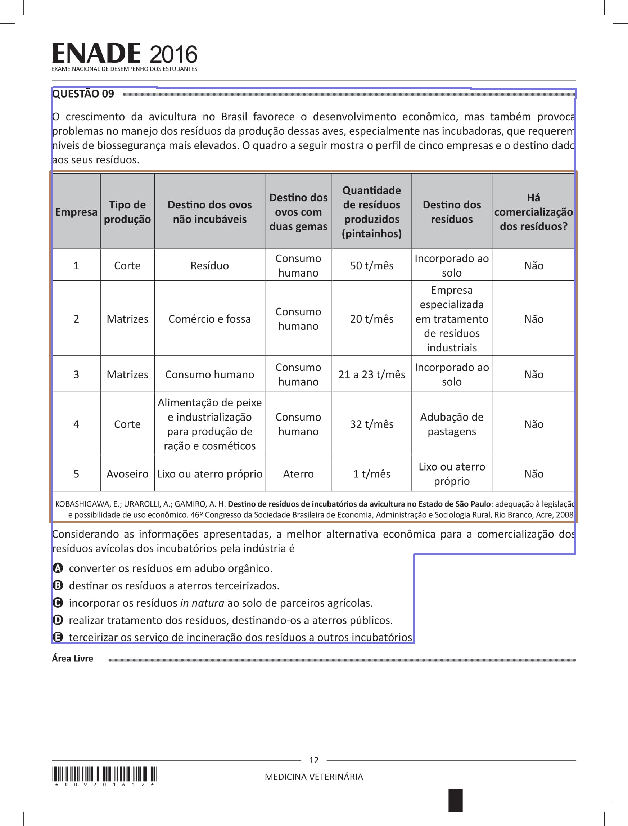 ENADE 2016
EXAME NACIONAL DE DESEMPENHO DOS ESTUDANTES
QUESTÃO 09
O crescimento da avicultura no Brasil favorece o desenvolvimento econômico, mas também provoca
problemas no manejo dos resíduos da produção dessas aves, especialmente nas incubadoras, que requerem
níveis de biossegurança mais elevados. O quadro a seguir mostra o perfil de cinco empresas e o destino dado
aos seus resíduos.
Empresa
Tipo de
produção
Destino dos ovos
não incubáveis
Destino dos
ovos com
duas gemas
Quantidade
de resíduos
produzidos
(pintainhos)
Destino dos
resíduos
Há
comercialização
dos resíduos?
1
Corte
Resíduo
Consumo
humano
50 t/mês
Incorporado ao
solo
Não
2
Matrizes
Comércio e fossa
Consumo
humano
20 t/mês
Empresa
especializada
em tratamento
de resíduos
industriais
Não
3
Matrizes
Consumo humano
Consumo
humano
21 a 23 t/mês
Incorporado ao
solo
Não
4
Corte
Alimentação de peixe
e industrialização
para produção de
ração e cosméticos
Consumo
humano
32 t/mês
Adubação de
pastagens
Não
5
Avoseiro
Lixo ou aterro próprio
Aterro
1 t/mês
Lixo ou aterro
próprio
Não
KOBASHIGAWA, E.; URAROLLI, A.; GAMIRO, A. H. Destino de resíduos de incubatórios da avicultura no Estado de São Paulo: adequação à legislação
e possibilidade de uso econômico. 46º Congresso da Sociedade Brasileira de Economia, Administração e Sociologia Rural. Rio Branco, Acre, 2008
Considerando as informações apresentadas, a melhor alternativa econômica para a comercialização dos
resíduos avícolas dos incubatórios pela indústria é
A converter os resíduos em adubo orgânico.
B destinar os resíduos a aterros terceirizados.
C incorporar os resíduos in natura ao solo de parceiros agrícolas.
D realizar tratamento dos resíduos, destinando-os a aterros públicos.
E terceirizar os serviço de incineração dos resíduos a outros incubatórios
Área Livre
12
MEDICINA VETERINÁRIA